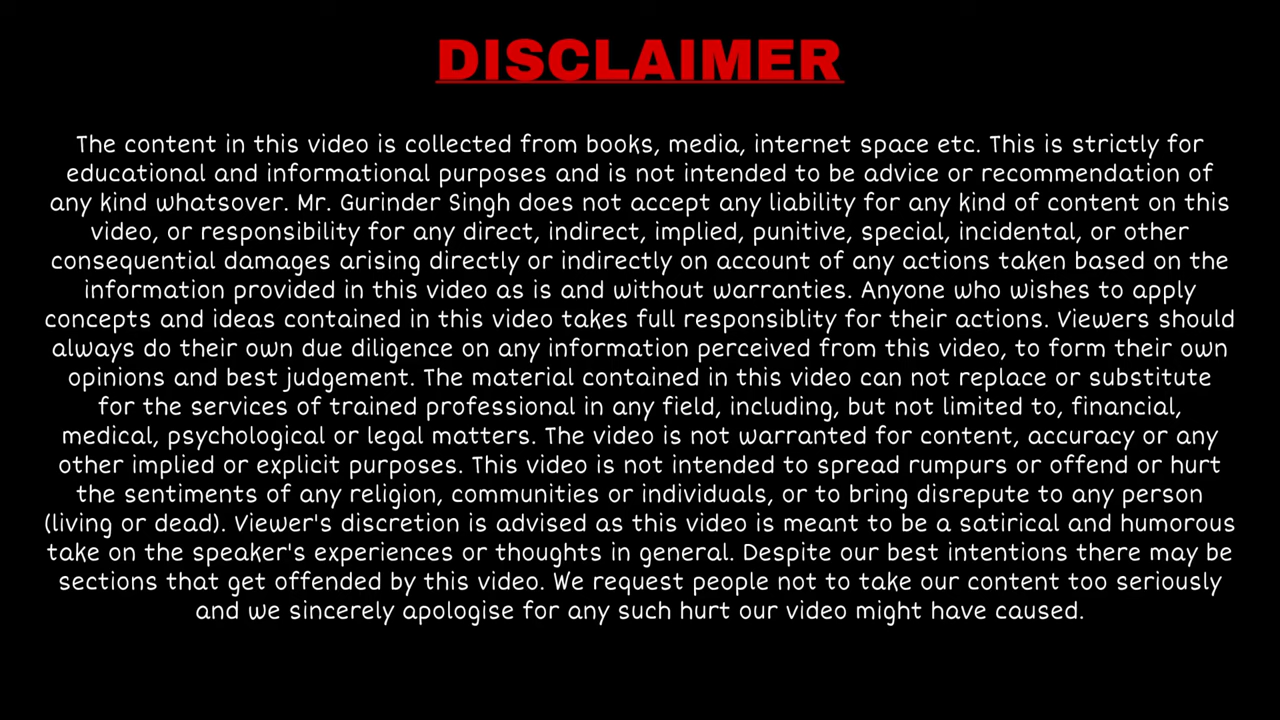 DISCLAIMER
The content in this video is collected from books, media, internet space etc. This is strictly for
educational and informational purposes and is not intended to be advice or recommendation of
any kind whatsover. Mr. Gurinder Singh does not accept any liability for any kind of content on this
video, or responsibility for any direct, indirect, implied, punitive, special, incidental, or other
consequential damages arising directly or indirectly on account of any actions taken based on the
information provided in this video as is and without warranties. Anyone who wishes to apply
concepts and ideas contained in this video takes full responsiblity for their actions. Viewers should
always do their own due diligence on any information perceived from this video, to form their own
opinions and best judgement. The material contained in this video can not replace or substitute
for the services of trained professional in any field, including, but not limited to, financial,
medical, psychological or legal matters. The video is not warranted for content, accuracy or any
other implied or explicit purposes. This video is not intended to spread rumpurs or offend or hurt
the sentiments of any religion, communities or individuals, or to bring disrepute to any person
(living or dead). Viewer's discretion is advised as this video is meant to be a satirical and humorous
take on the speaker's experiences or thoughts in general. Despite our best intentions there may be
sections that get offended by this video. We request people not to take our content too seriously
and we sincerely apologise for any such hurt our video might have caused.